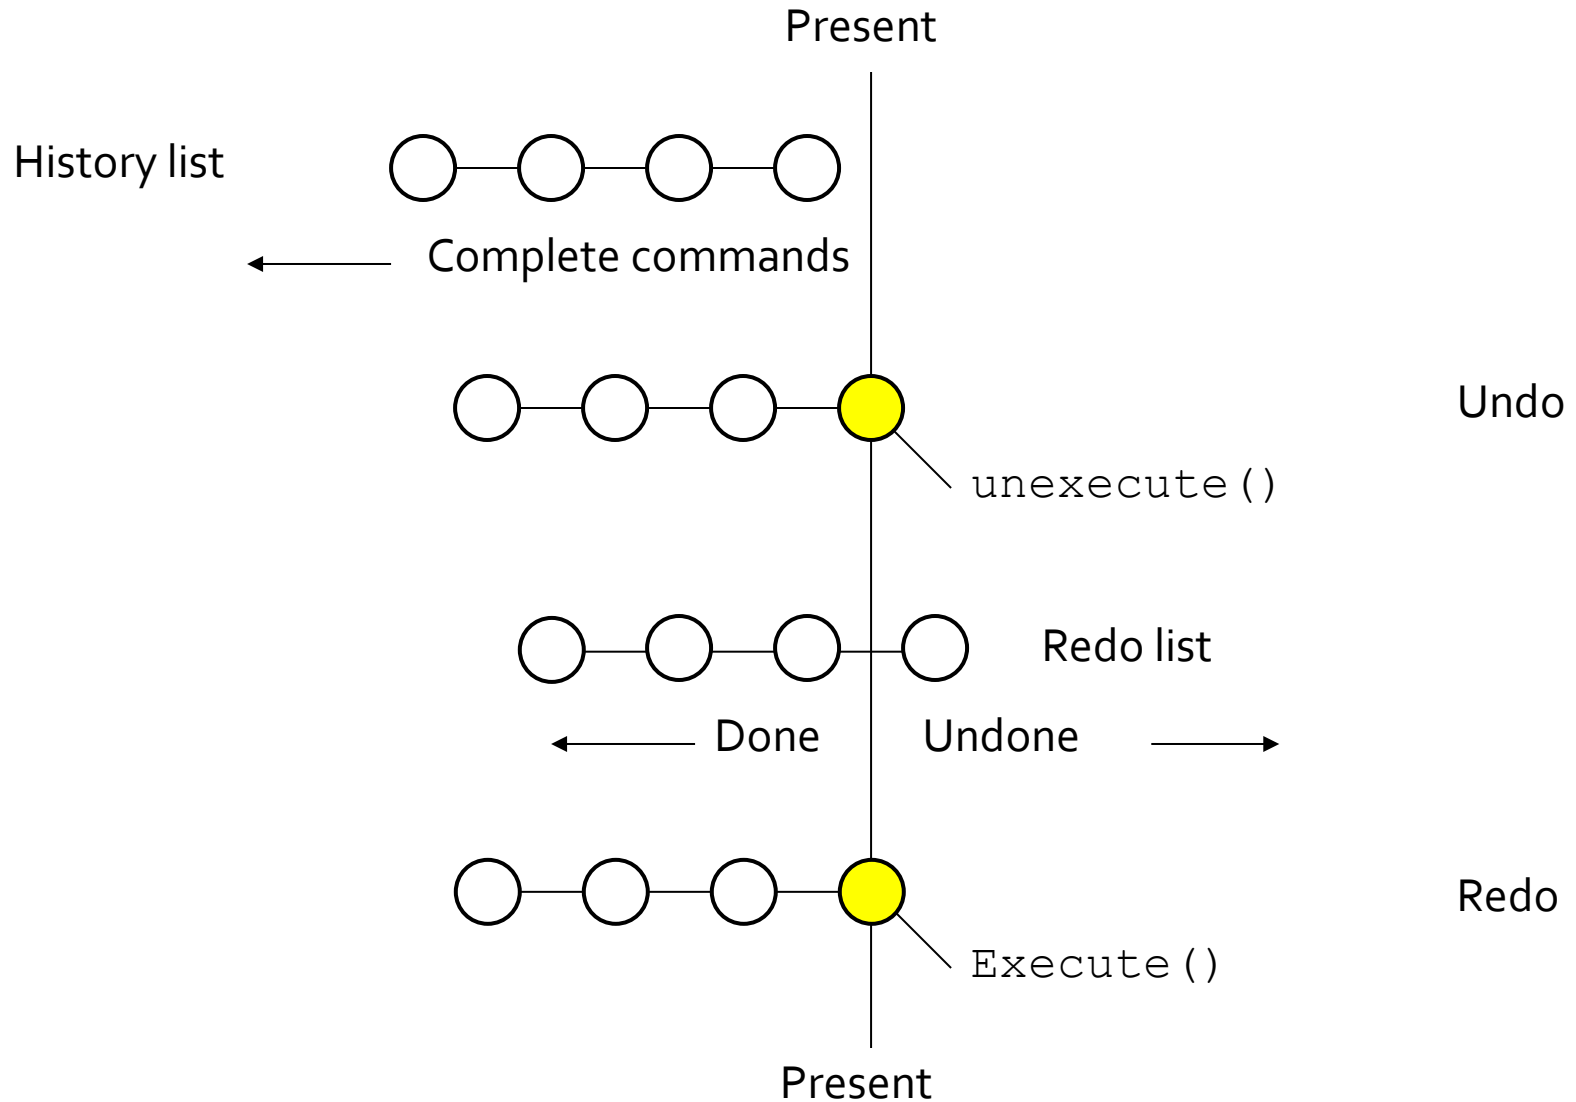 Present
History list
Complete commands
Undo
unexecute()
Redo list
Done Undone
Redo
Execute()
Present